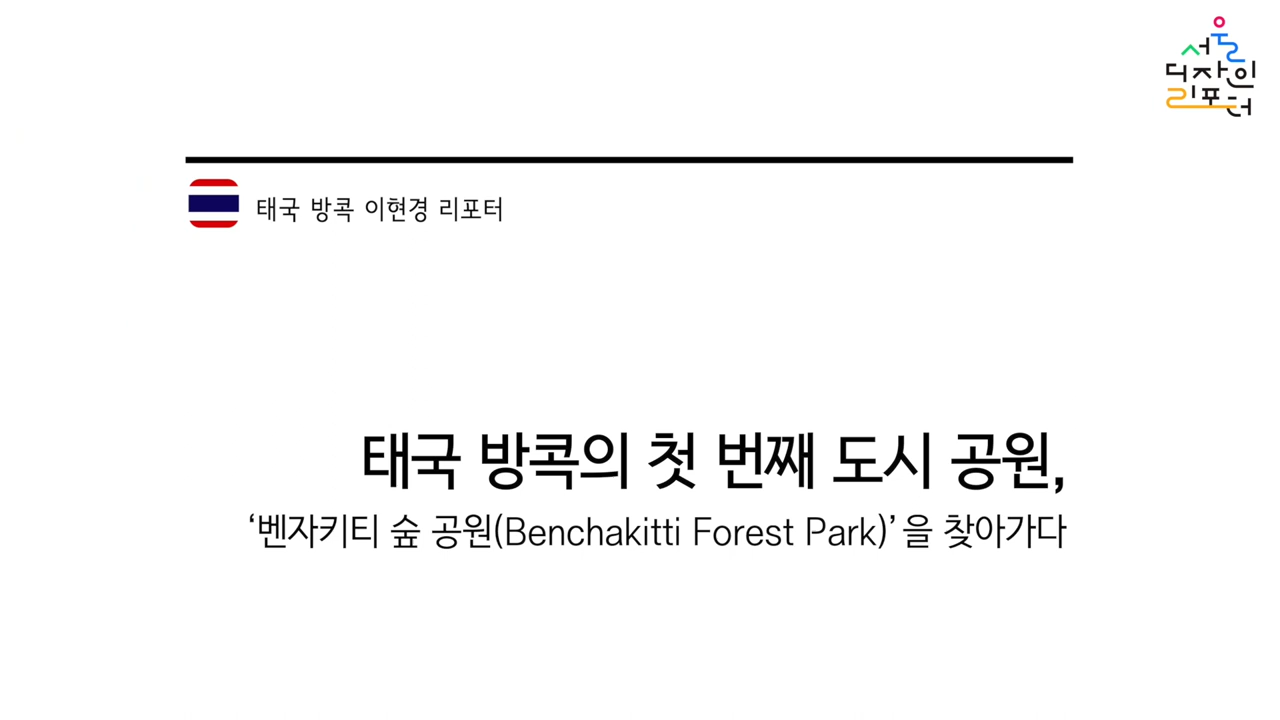 서울
디자인
리포터
태국 방콕 이현경 리포터
태국 방콕의 첫 번째 도시 공원,
‘벤자키티 숲 공원(Benchakitti Forest Park)’을 찾아가다